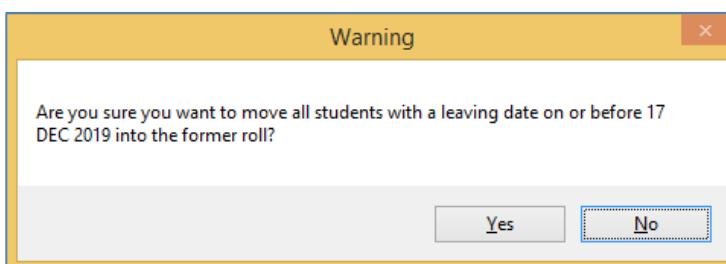 Warning
Are you sure you want to move all students with a leaving date on or before 17
DEC 2019 into the former roll?
Yes
No